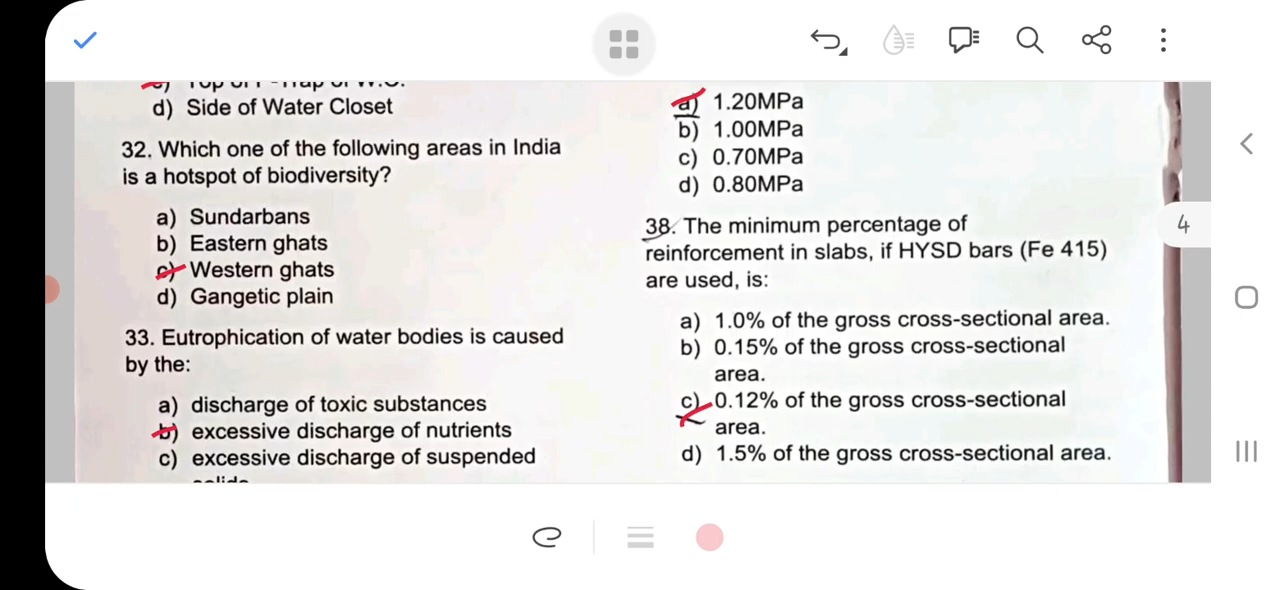 d) Side of Water Closet
32. Which one of the following areas in India
is a hotspot of biodiversity?
a) Sundarbans
b) Eastern ghats
c) Western ghats
d) Gangetic plain
33. Eutrophication of water bodies is caused
by the:
a) discharge of toxic substances
b) excessive discharge of nutrients
c) excessive discharge of suspended
a) 1.20MPa
b) 1.00MPa
c) 0.70MPa
d) 0.80MPa
38. The minimum percentage of
reinforcement in slabs, if HYSD bars (Fe 415)
are used, is:
a) 1.0% of the gross cross-sectional area.
b) 0.15% of the gross cross-sectional
area.
c) 0.12% of the gross cross-sectional
area.
d) 1.5% of the gross cross-sectional area.
4